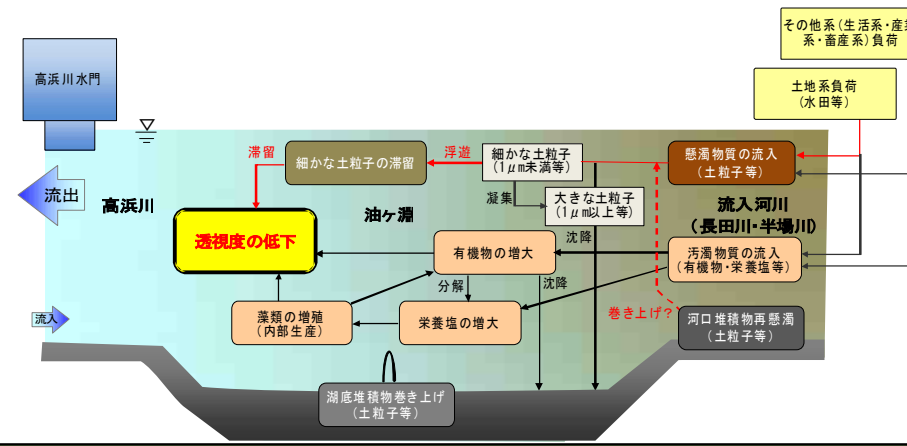 その他系(生活系・産業
系・畜産系)負荷
高浜川水門
土地系負荷
(水田等)
滞留
細かな土粒子の滞留
浮遊
細かな土粒子
(1μm未満等)
懸濁物質の流入
(土粒子等)
凝集
大きな土粒子
(1μm以上等)
流出
高浜川
油ヶ淵
流入河川
(長田川・半場川)
沈降
透視度の低下
有機物の増大
汚濁物質の流入
(有機物・栄養塩等)
分解
沈降
流入
藻類の増殖
(内部生産)
栄養塩の増大
巻き上げ?
河口堆積物再懸濁
(土粒子等)
湖底堆積物巻き上げ
(土粒子等)